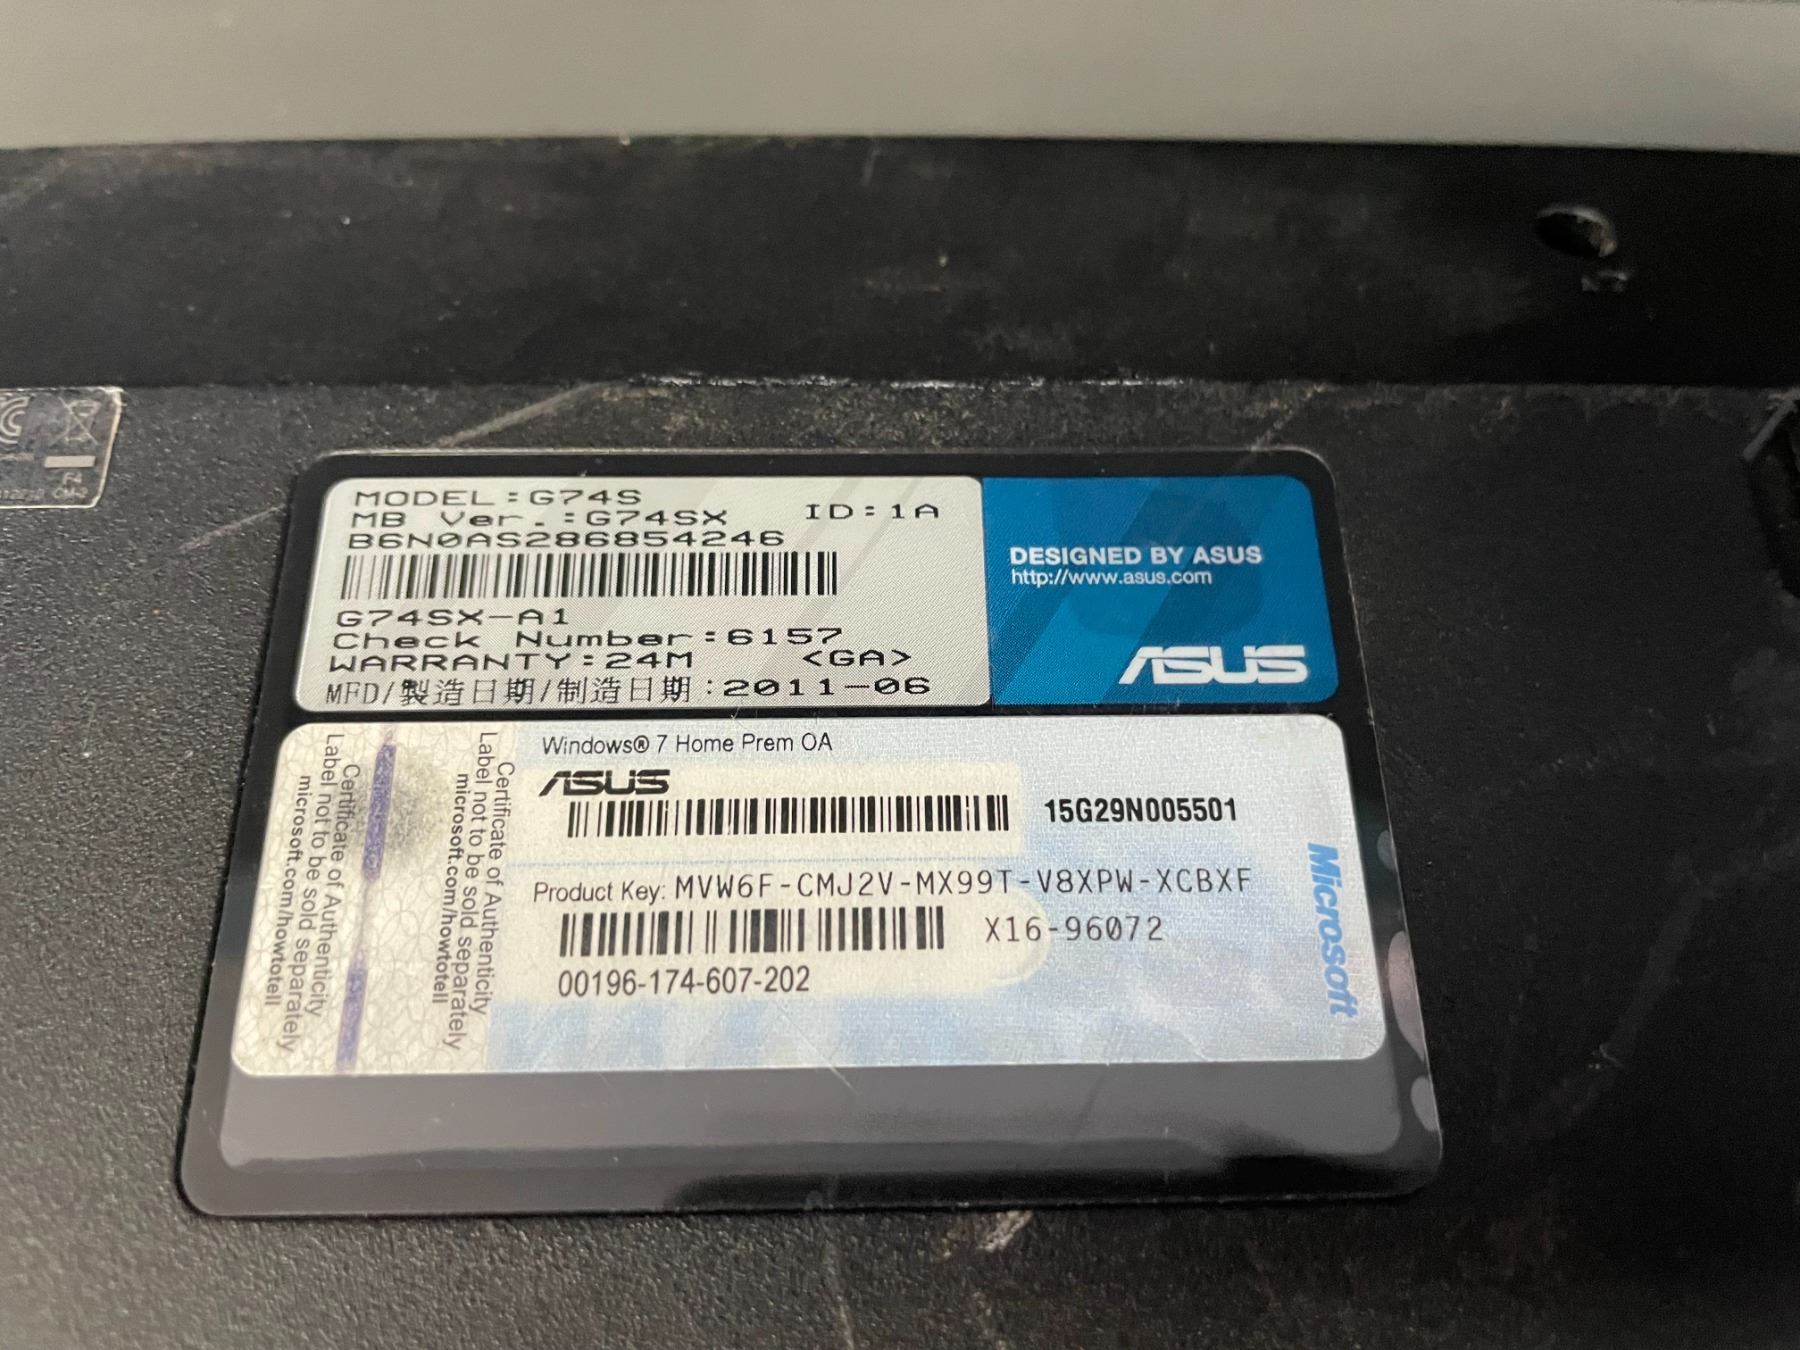 MODEL:G74S
MB Ver.:G74SX ID:1A
B6N0AS286854246
G74SX-A1
Check Number:6157
WARRANTY:24M <GA>
MFD/製造日期/制造日期:2011-06
DESIGNED BY ASUS
http://www.asus.com
ASUS
Certificate of Authenticity
Label not to be sold separately
microsoft.com/howtotell
Certificate of Authenticity
Label not to be sold separately
microsoft.com/howtotell
Windows® 7 Home Prem OA
ASUS
15G29N005501
Product Key: MVW6F-CMJ2V-MX99T-V8XPW-XCBXF
X16-96072
00196-174-607-202
Microsoft